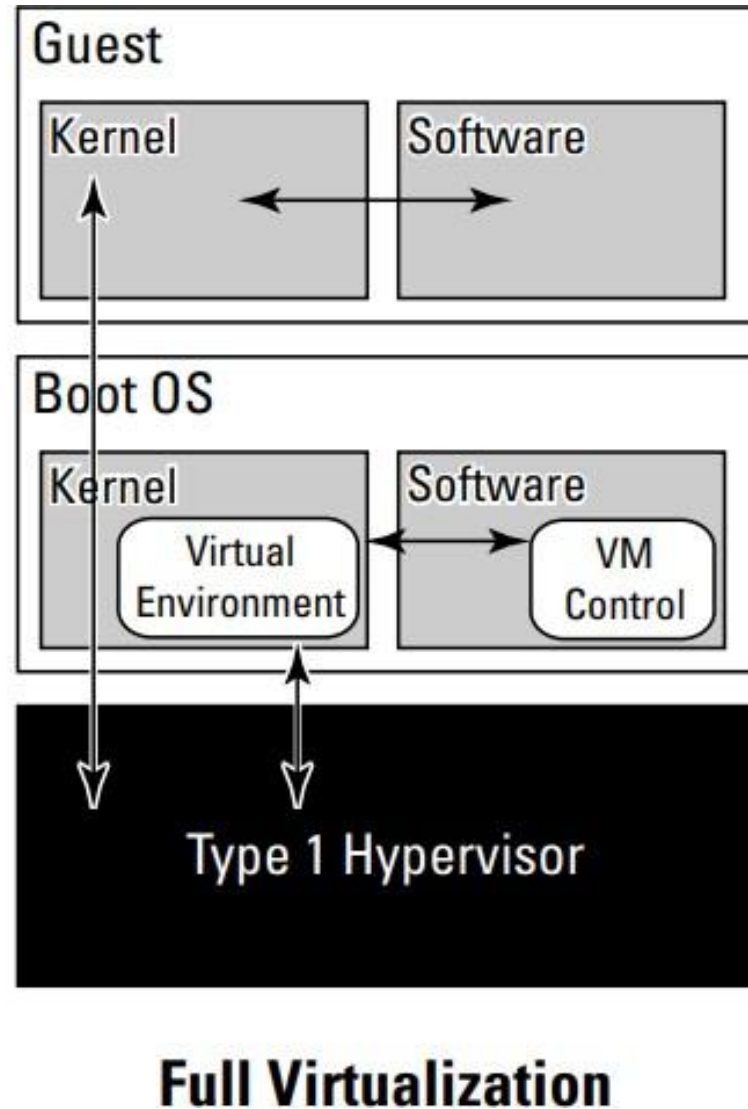 Guest
Kernel
Software
Boot OS
Kernel
Software
Virtual
Environment
VM
Control
Type 1 Hypervisor
Full Virtualization